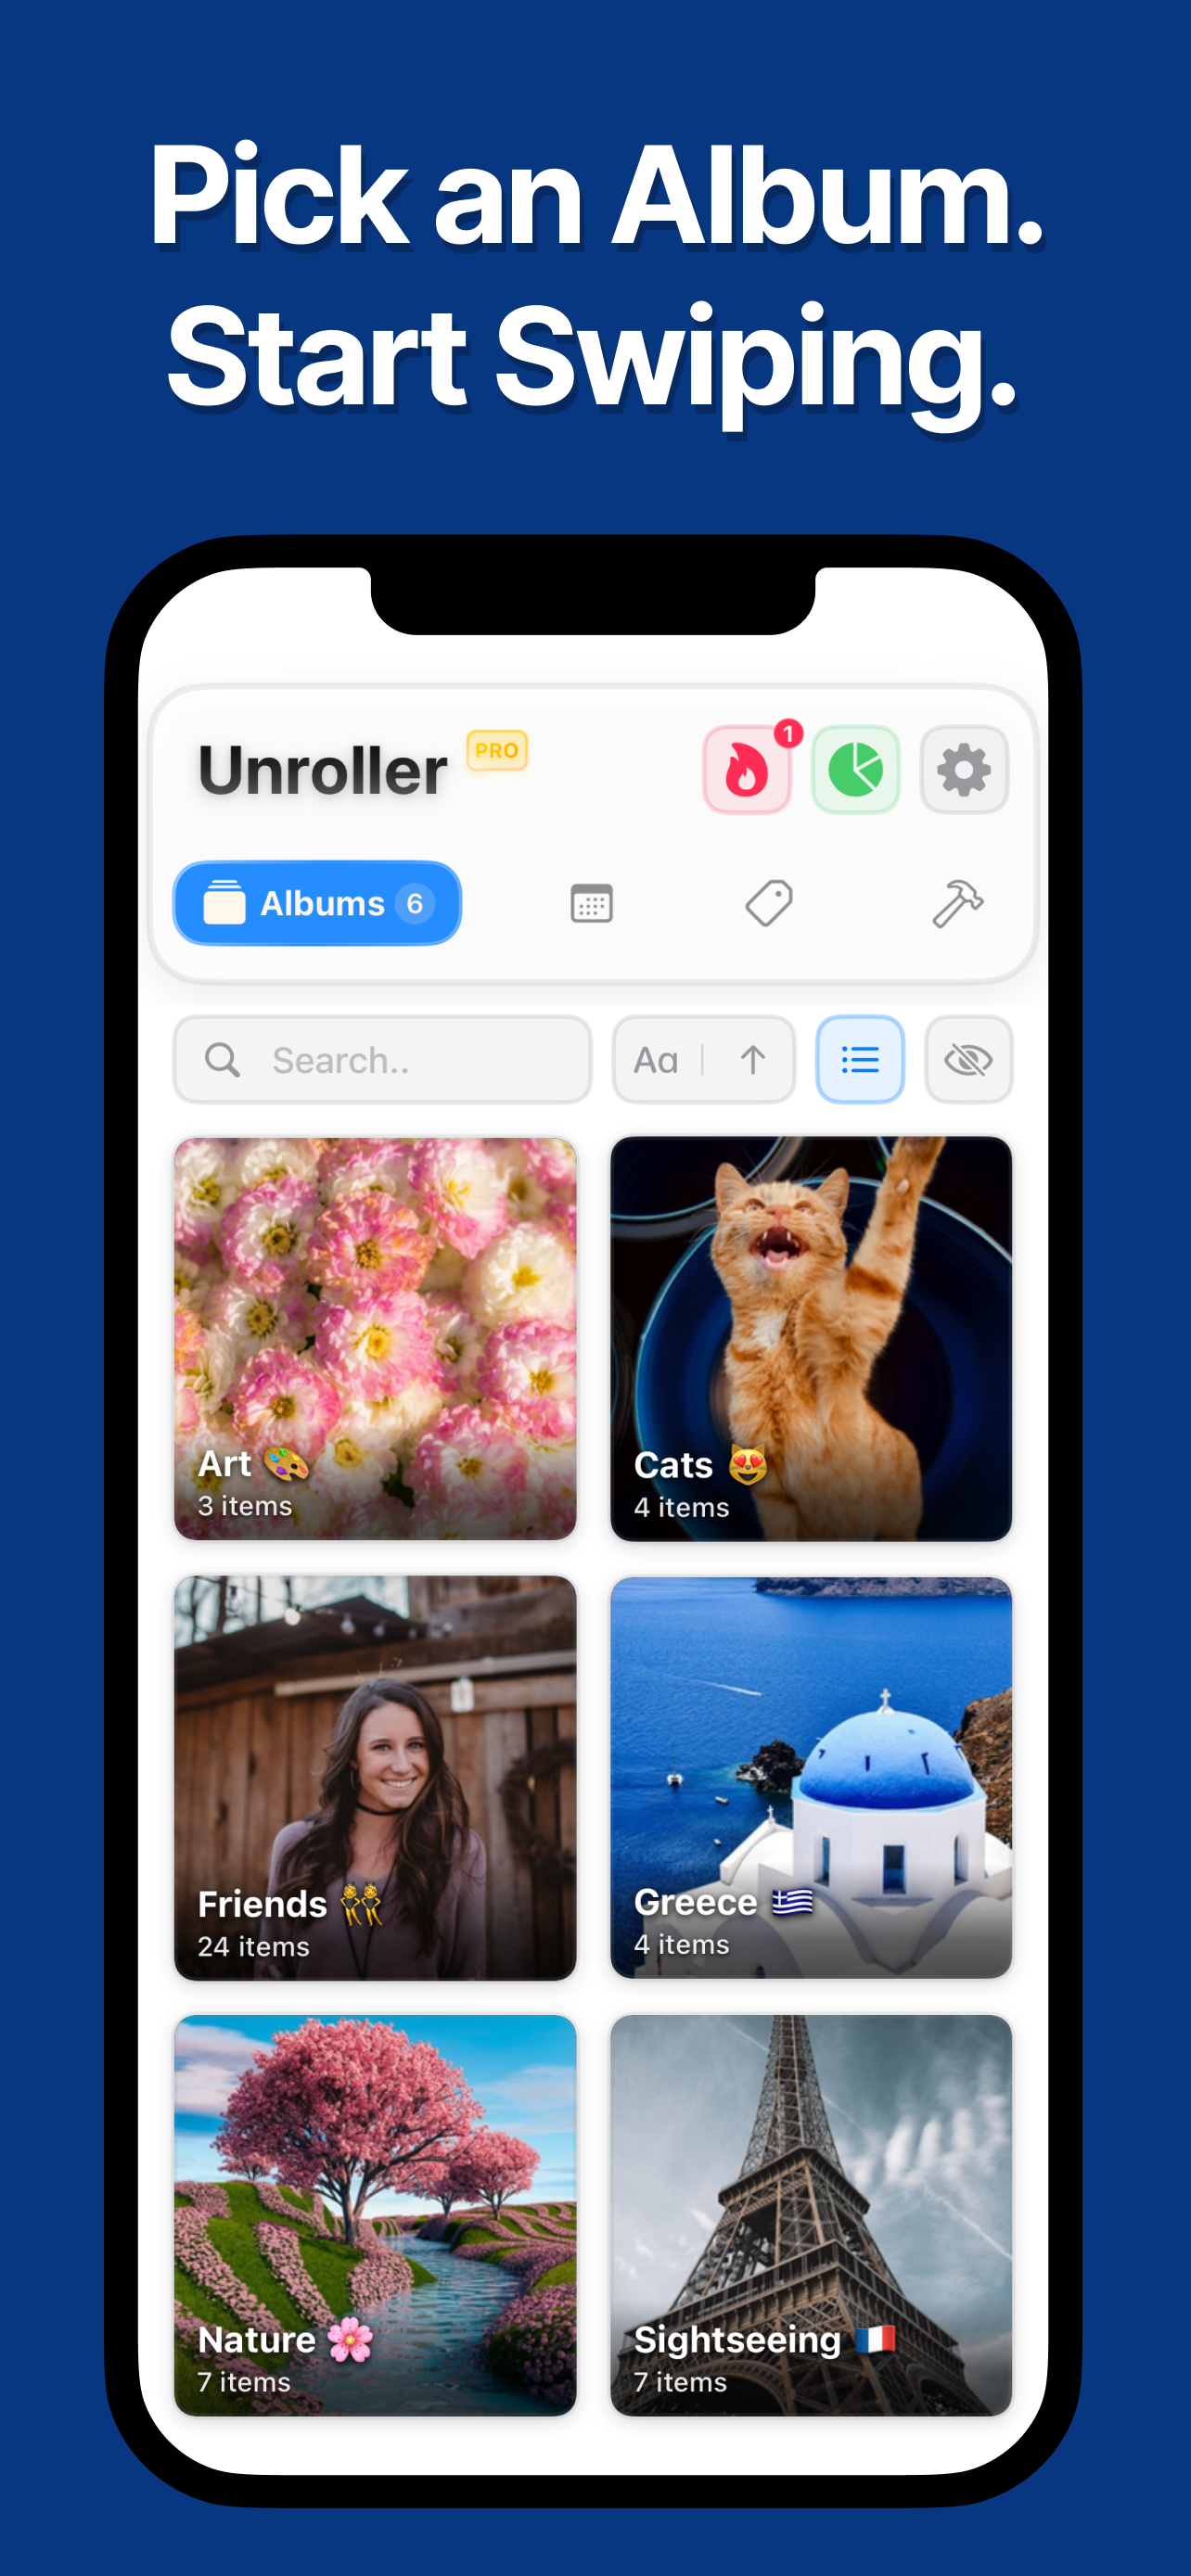 Pick an Album.
Start Swiping.
Unroller PRO
1
Albums 6
Search..
Aa
Art 🎨
3 items
Cats 😻
4 items
Friends 👯
24 items
Greece 🇬🇷
4 items
Nature 🌸
7 items
Sightseeing 🇫🇷
7 items